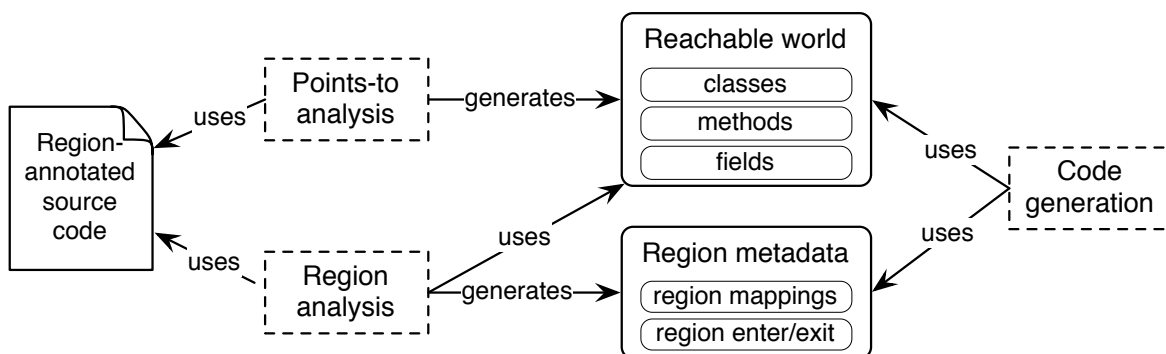 Region-
annotated
source
code
uses
uses
Points-to
analysis
generates
Region
analysis
uses
generates
Reachable world
classes
methods
fields
Region metadata
region mappings
region enter/exit
uses
uses
Code
generation